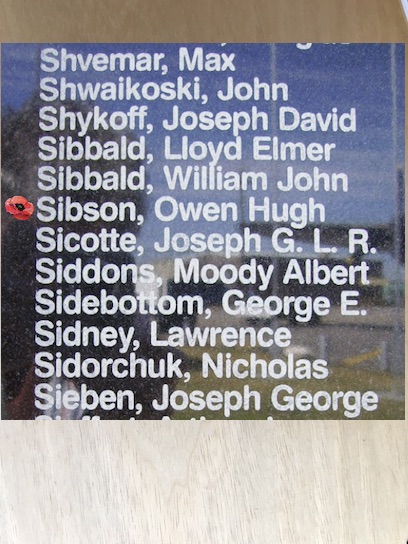 Shvemar, Max
Shwaikoski, John
Shykoff, Joseph David
Sibbald, Lloyd Elmer
Sibbald, William John
Sibson, Owen Hugh
Sicotte, Joseph G. L. R.
Siddons, Moody Albert
Sidebottom, George E.
Sidney, Lawrence
Sidorchuk, Nicholas
Sieben, Joseph George